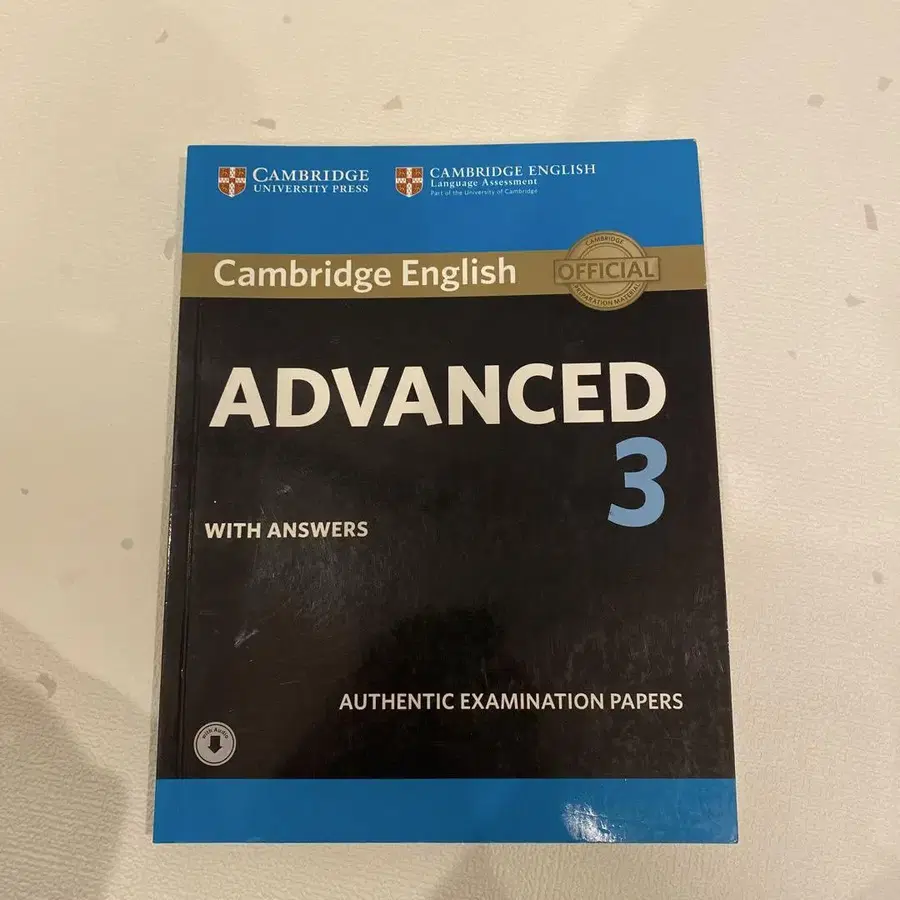 CAMBRIDGE
UNIVERSITY PRESS
CAMBRIDGE ENGLISH
Language Assessment
Part of the University of Cambridge
Cambridge English
CAMBRIDGE
OFFICIAL
PREPARATION MATERIAL
ADVANCED
3
WITH ANSWERS
AUTHENTIC EXAMINATION PAPERS
with Audio